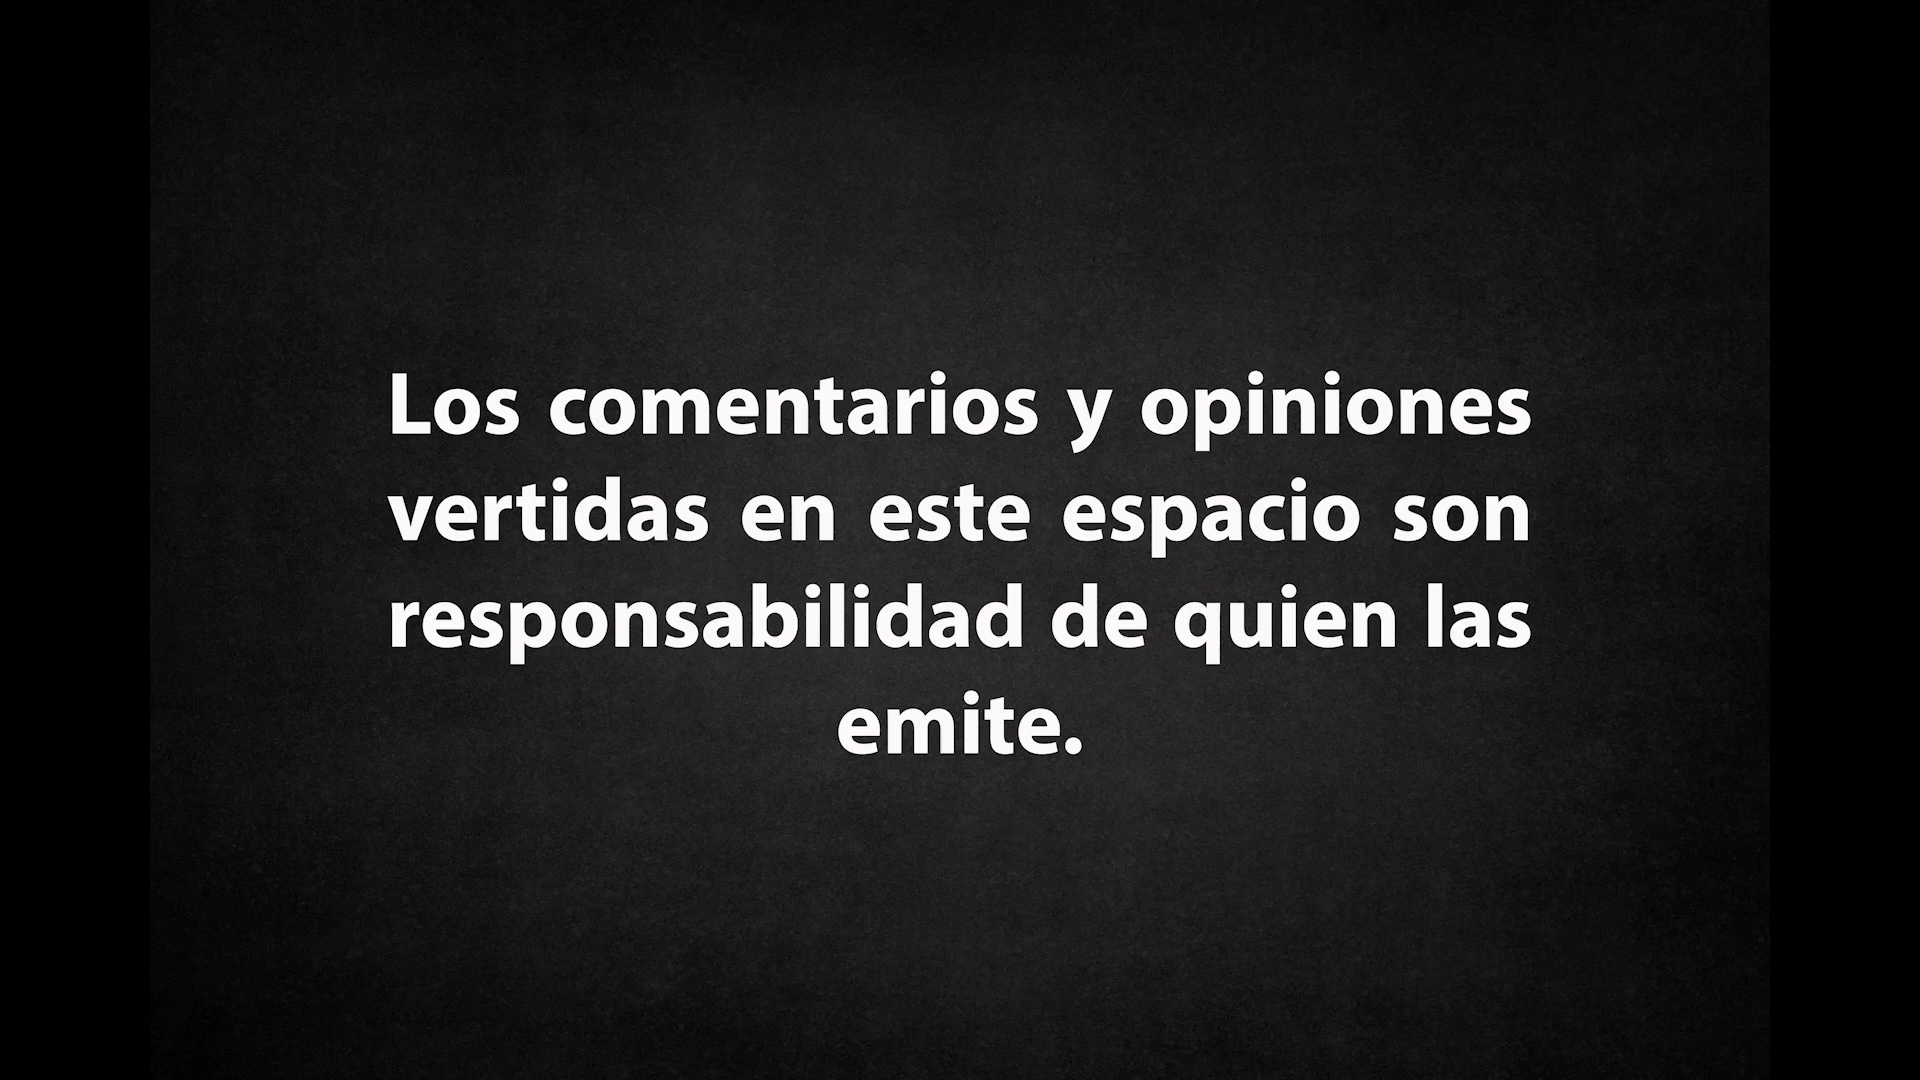 Los comentarios y opiniones
vertidas en este espacio son
responsabilidad de quien las
emite.